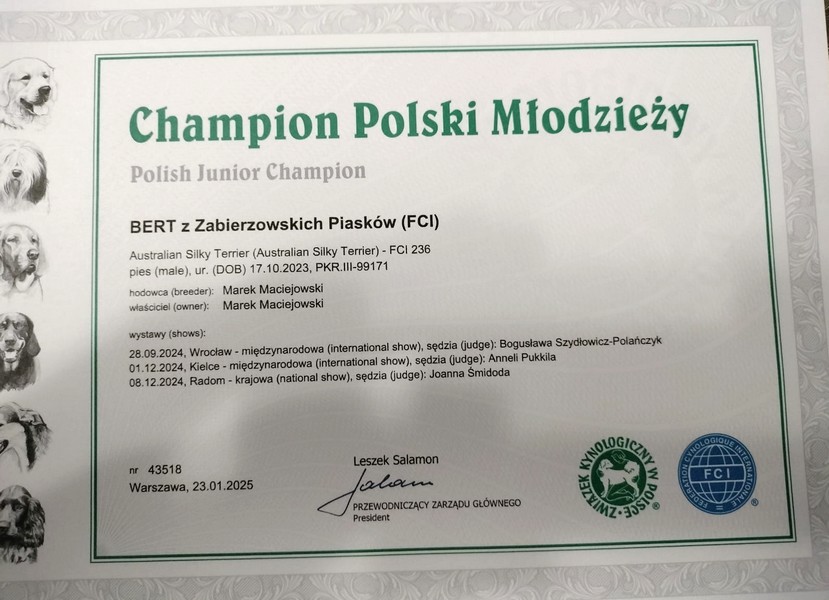 Champion Polski Młodzieży
Polish Junior Champion
BERT z Zabierzowskich Piasków (FCI)
Australian Silky Terrier (Australian Silky Terrier) - FCI 236
pies (male), ur. (DOB) 17.10.2023, PKR.III-99171
hodowca (breeder): Marek Maciejowski
właściciel (owner): Marek Maciejowski
wystawy (shows):
28.09.2024, Wrocław - międzynarodowa (international show), sędzia (judge): Bogusława Szydłowicz-Polańczyk
01.12.2024, Kielce - międzynarodowa (international show), sędzia (judge): Anneli Pukkila
08.12.2024, Radom - krajowa (national show), sędzia (judge): Joanna Śmidoda
nr 43518
Warszawa, 23.01.2025
Leszek Salamon
Salamon
PRZEWODNICZĄCY ZARZĄDU GŁÓWNEGO
President
ZWIĄZEK KYNOLOGICZNY W POLSCE ®
FEDERATION CYNOLOGIQUE INTERNATIONALE ®
FCI